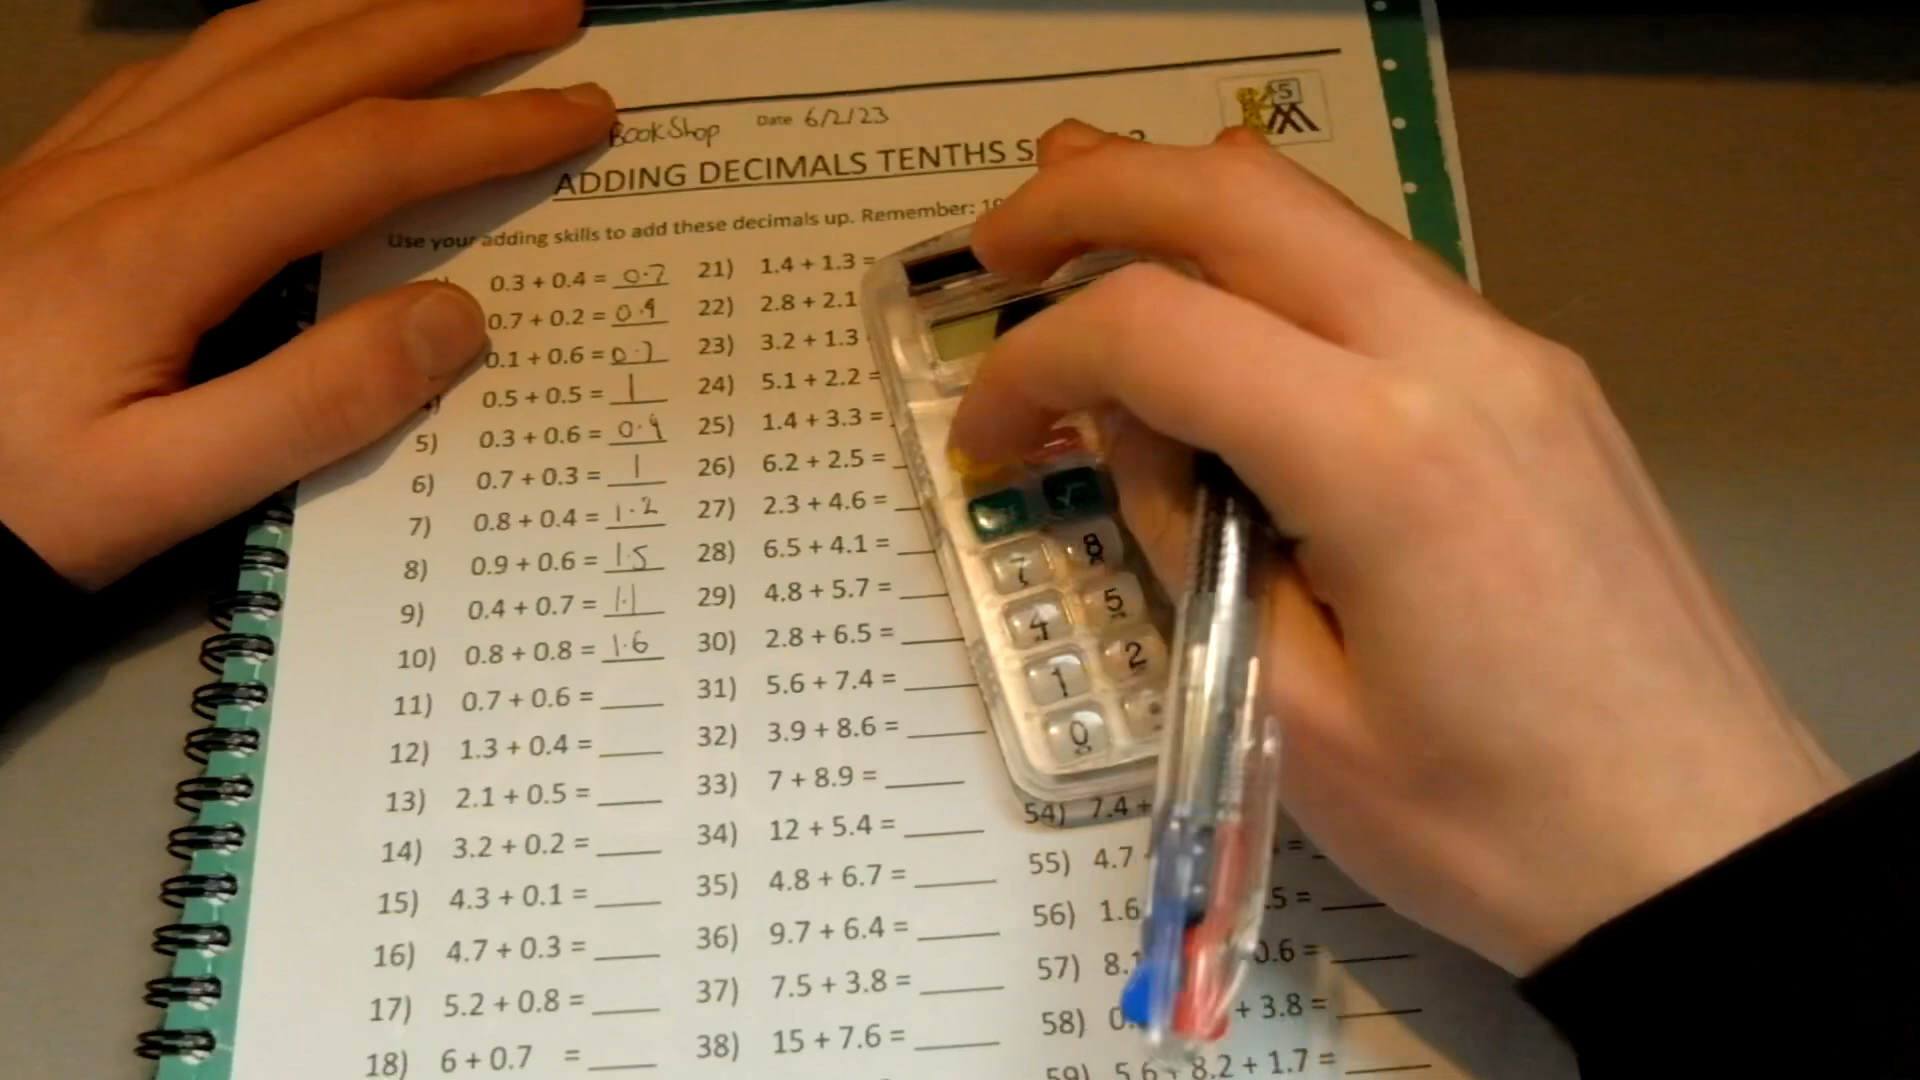 BookShop Date 6/2/23
5
ADDING DECIMALS TENTHS
Use your adding skills to add these decimals up. Remember:
0.3 + 0.4 = 0.7
0.7 + 0.2 = 0.9
0.1 + 0.6 = 0.7
4) 0.5 + 0.5 = 1
5) 0.3 + 0.6 = 0.9
6) 0.7 + 0.3 = 1
7) 0.8 + 0.4 = 1.2
8) 0.9 + 0.6 = 1.5
9) 0.4 + 0.7 = 1.1
10) 0.8 + 0.8 = 1.6
11) 0.7 + 0.6 =
12) 1.3 + 0.4 =
13) 2.1 + 0.5 =
14) 3.2 + 0.2 =
15) 4.3 + 0.1 =
16) 4.7 + 0.3 =
17) 5.2 + 0.8 =
18) 6 + 0.7 =
21) 1.4 + 1.3 =
22) 2.8 + 2.1
23) 3.2 + 1.3
24) 5.1 + 2.2 =
25) 1.4 + 3.3 =
26) 6.2 + 2.5 =
27) 2.3 + 4.6 =
28) 6.5 + 4.1 =
29) 4.8 + 5.7 =
30) 2.8 + 6.5 =
31) 5.6 + 7.4 =
32) 3.9 + 8.6 =
33) 7 + 8.9 =
34) 12 + 5.4 =
35) 4.8 + 6.7 =
36) 9.7 + 6.4 =
37) 7.5 + 3.8 =
38) 15 + 7.6 =
54) 7.4 +
55) 4.7 =
56) 1.6 .5 =
57) 8.1 0.6 =
58) 0. + 3.8 =
59) 5.6 + 8.2 + 1.7 =
√
7 8
4 5
1 2
0 .